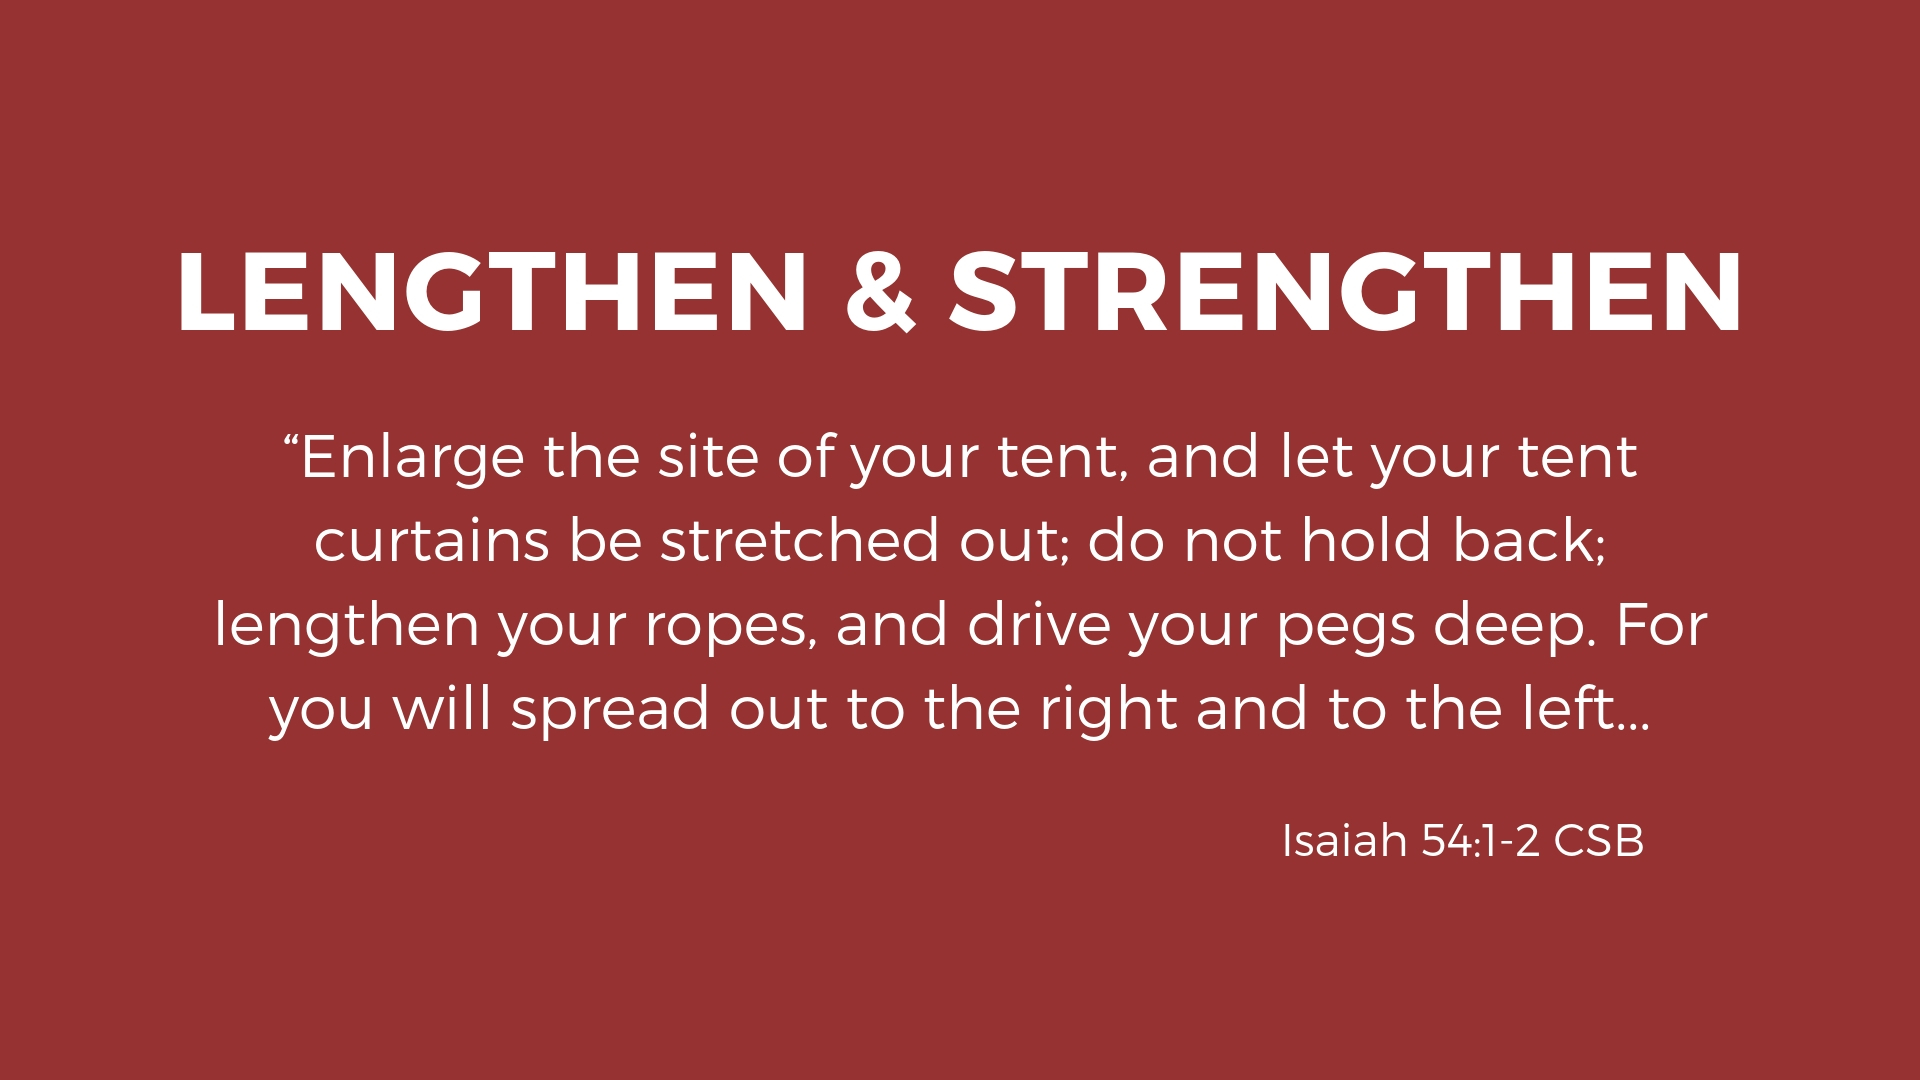 LENGTHEN & STRENGTHEN
“Enlarge the site of your tent, and let your tent
curtains be stretched out; do not hold back;
lengthen your ropes, and drive your pegs deep. For
you will spread out to the right and to the left...
Isaiah 54:1-2 CSB